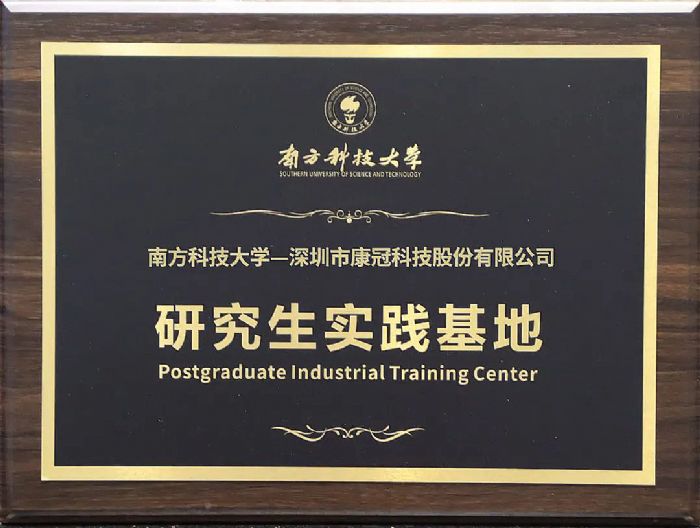 南方科技大学
SOUTHERN UNIVERSITY OF SCIENCE AND TECHNOLOGY
南方科技大学—深圳市康冠科技股份有限公司
研究生实践基地
Postgraduate Industrial Training Center